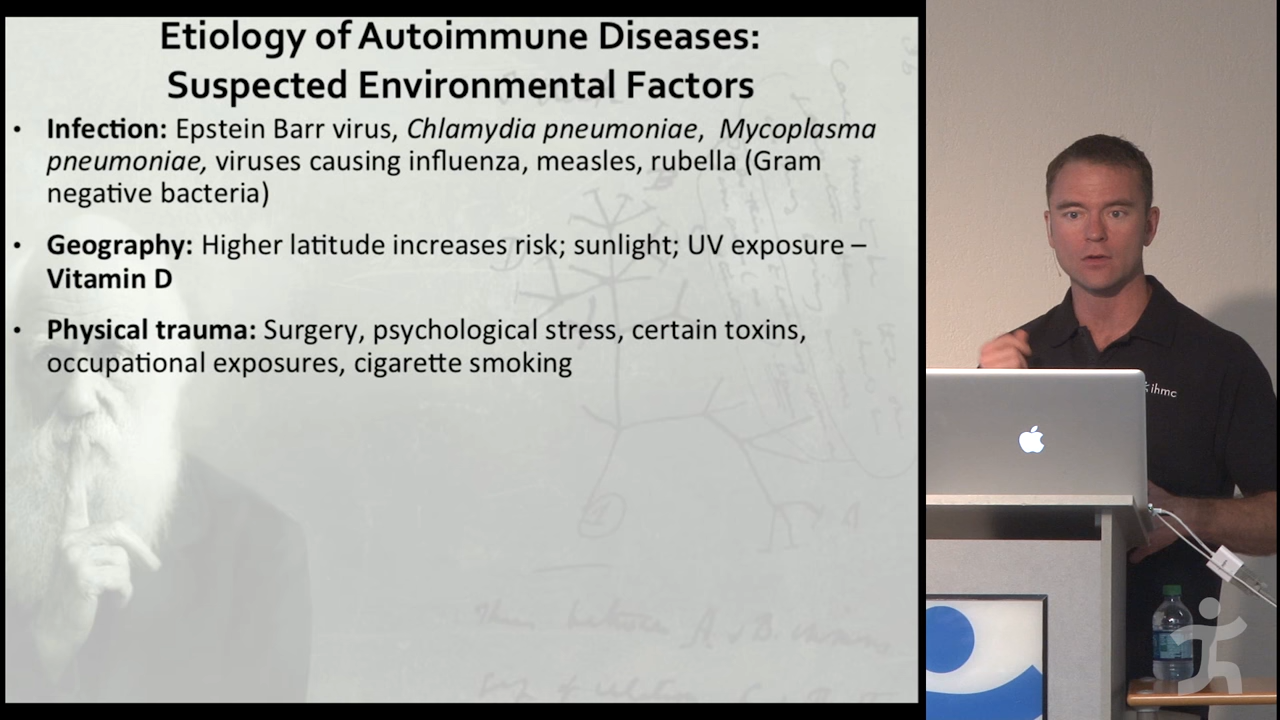 Etiology of Autoimmune Diseases:
Suspected Environmental Factors
• Infection: Epstein Barr virus, Chlamydia pneumoniae, Mycoplasma
pneumoniae, viruses causing influenza, measles, rubella (Gram
negative bacteria)
• Geography: Higher latitude increases risk; sunlight; UV exposure –
Vitamin D
• Physical trauma: Surgery, psychological stress, certain toxins,
occupational exposures, cigarette smoking
ihmc